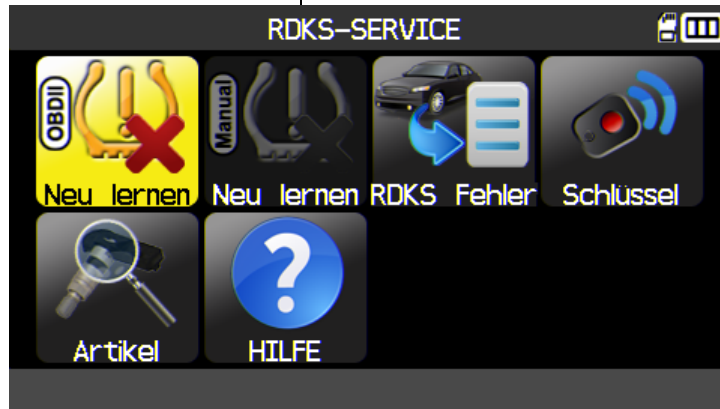 RDKS-SERVICE
OBDII
Neu lernen
Manual
Neu lernen
RDKS Fehler
Schlüssel
Artikel
HILFE